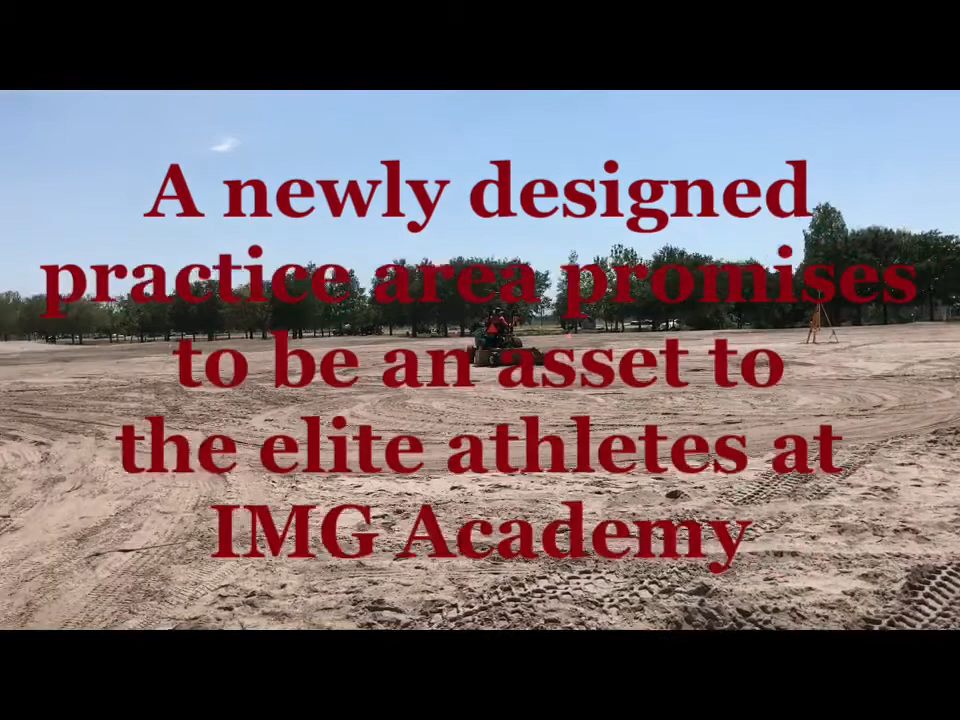 A newly designed
practice area promises
to be an asset to
the elite athletes at
IMG Academy